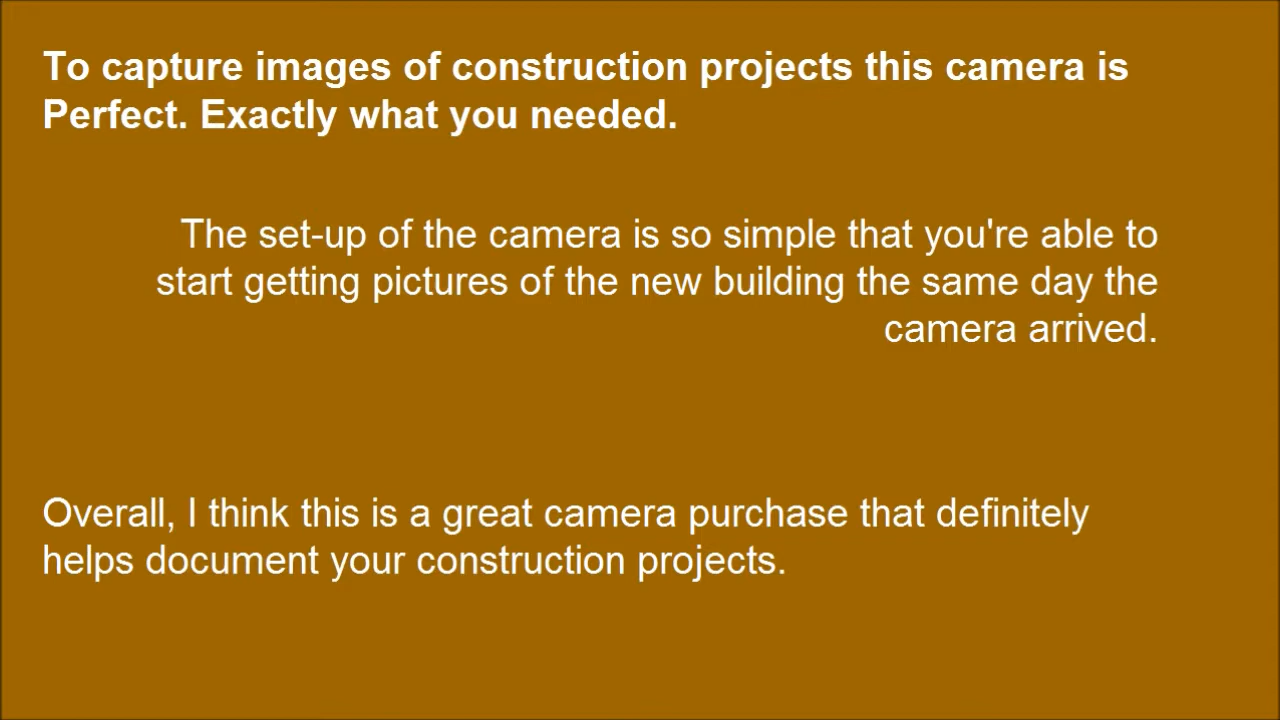 To capture images of construction projects this camera is
Perfect. Exactly what you needed.
The set-up of the camera is so simple that you're able to
start getting pictures of the new building the same day the
camera arrived.
Overall, I think this is a great camera purchase that definitely
helps document your construction projects.